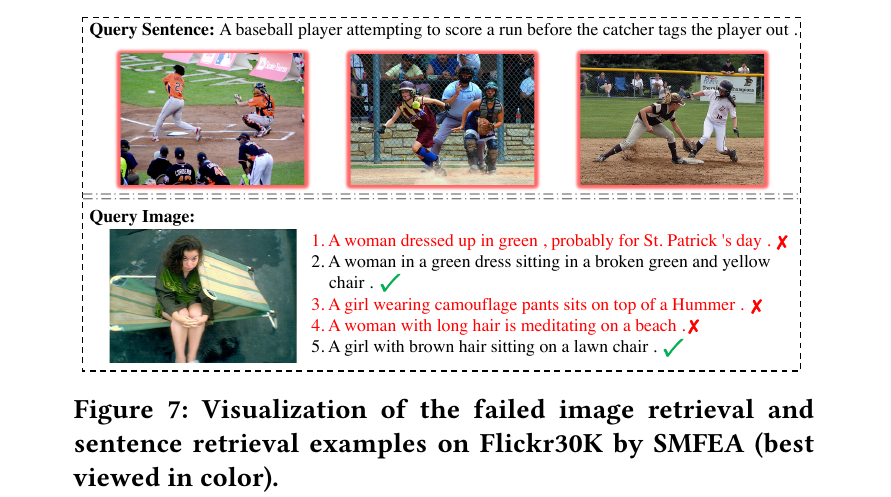 Query Sentence: A baseball player attempting to score a run before the catcher tags the player out .
Query Image:
1. A woman dressed up in green , probably for St. Patrick 's day . ✗
2. A woman in a green dress sitting in a broken green and yellow
chair . ✓
3. A girl wearing camouflage pants sits on top of a Hummer . ✗
4. A woman with long hair is meditating on a beach . ✗
5. A girl with brown hair sitting on a lawn chair . ✓
Figure 7: Visualization of the failed image retrieval and
sentence retrieval examples on Flickr30K by SMFEA (best
viewed in color).